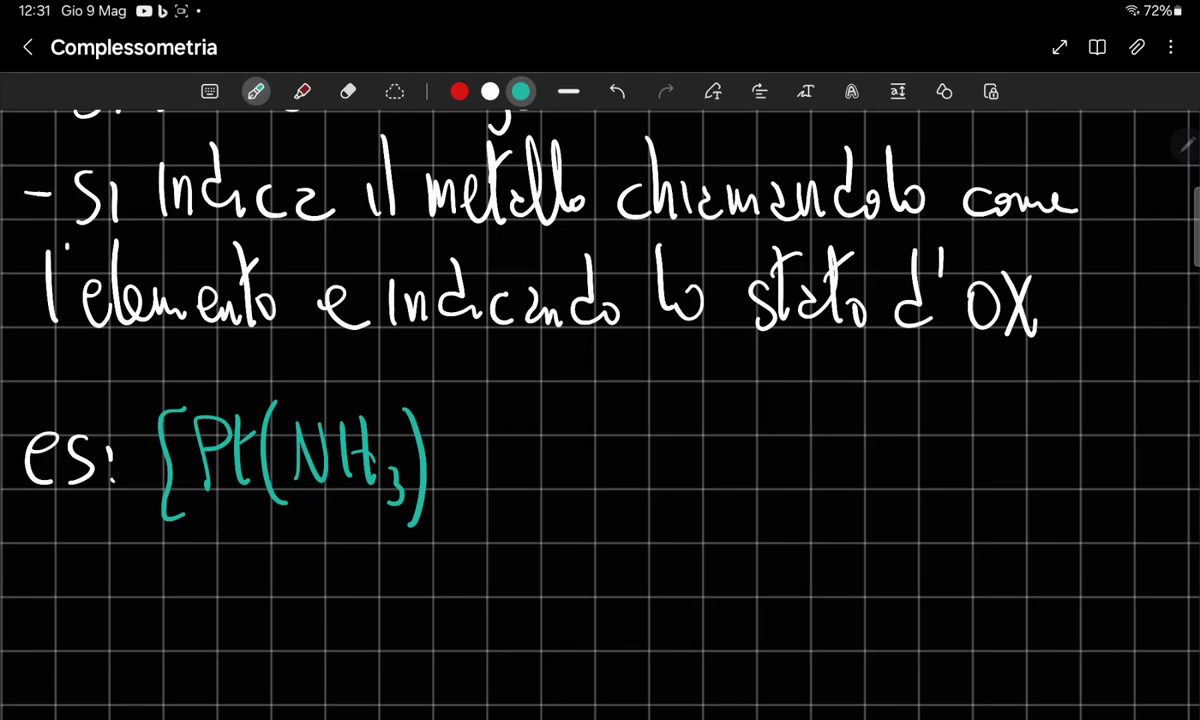 12:31 Gio 9 Mag 72%
Complessometria
- si indica il metallo chiamandolo come
l'elemento e indicando lo stato d'OX
es: [Pt(NH₃)